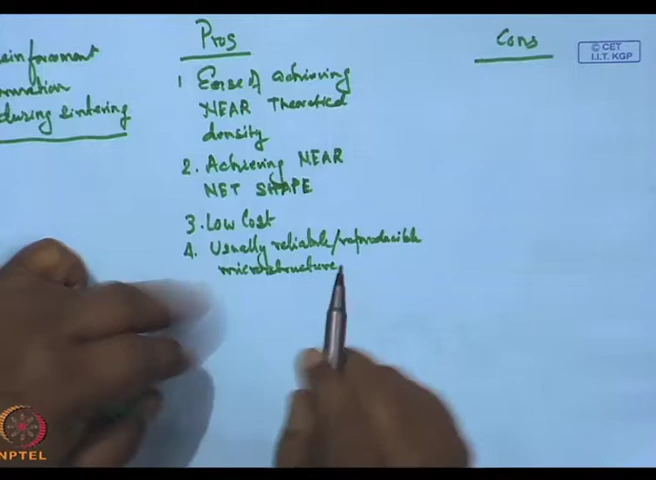 Pros
Cons
© CET
I.I.T. KGP
during sintering
1 Ease of achieving
NEAR Theoretical
density
2. Achieving NEAR
NET SHAPE
3. Low Cost
4. Usually reliable/reproducible
microstructure
NPTEL